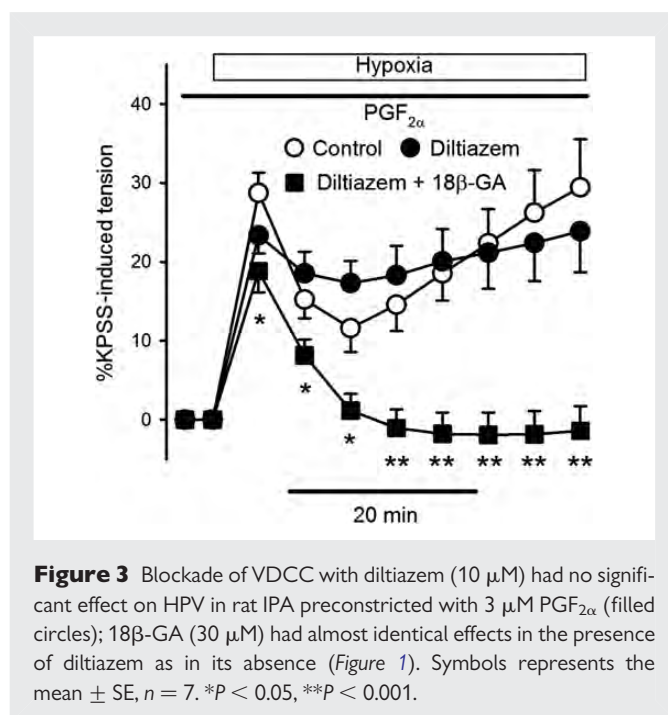 Hypoxia
PGF2α
Control Diltiazem
Diltiazem + 18β-GA
40
30
20
10
0
%KPSS-induced tension
* * * ** ** ** ** **
20 min
Figure 3 Blockade of VDCC with diltiazem (10 μM) had no signifi-
cant effect on HPV in rat IPA preconstricted with 3 μM PGF2α (filled
circles); 18β-GA (30 μM) had almost identical effects in the presence
of diltiazem as in its absence (Figure 1). Symbols represents the
mean ± SE, n = 7. *P < 0.05, **P < 0.001.